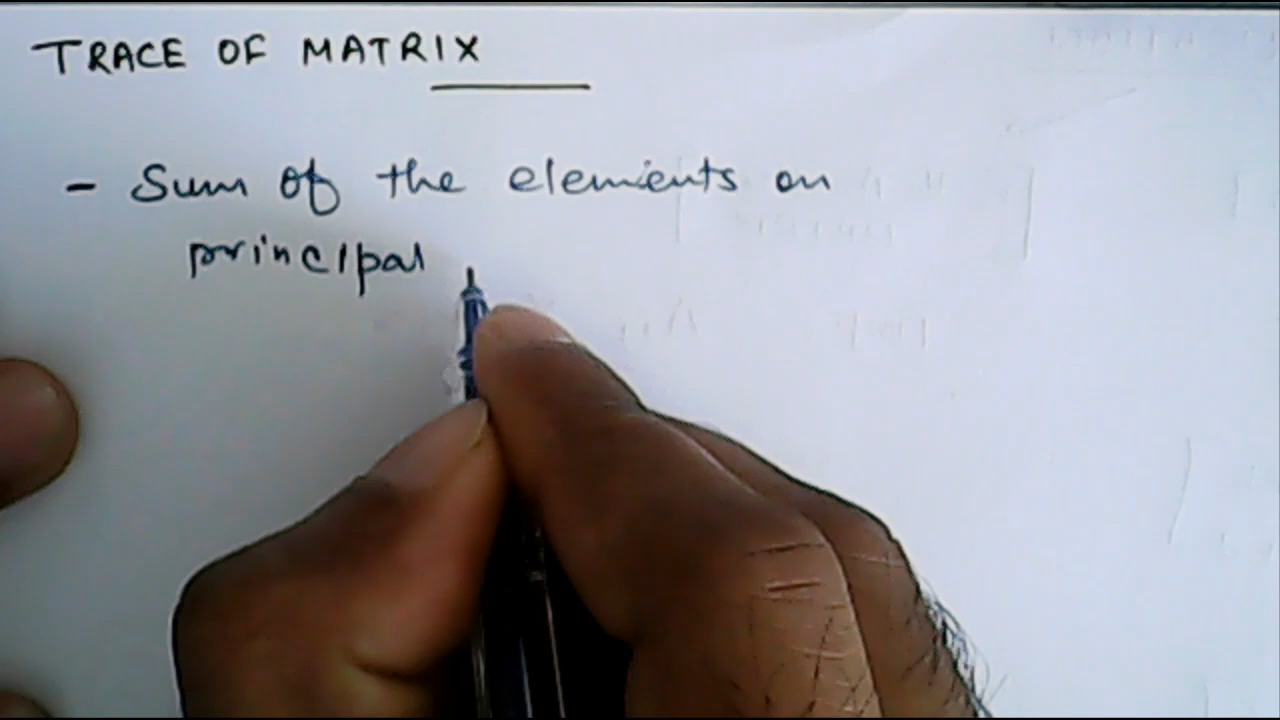 TRACE OF MATRIX
- Sum of the elements on
principal